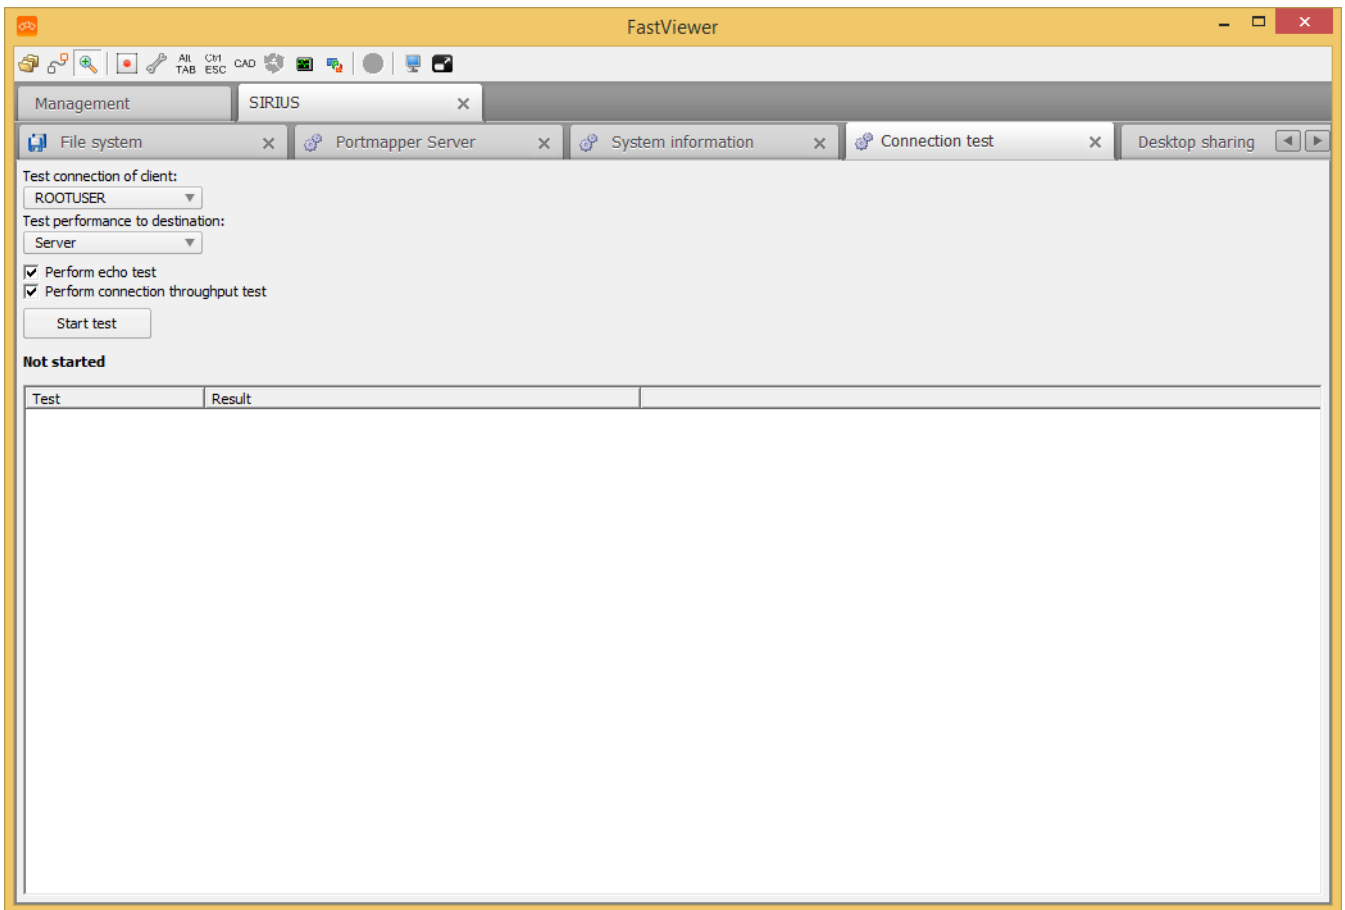 FastViewer
Alt TAB Ctrl ESC CAD
Management SIRIUS
File system Portmapper Server System information Connection test Desktop sharing
Test connection of client:
ROOTUSER
Test performance to destination:
Server
Perform echo test
Perform connection throughput test
Start test
Not started
Test Result